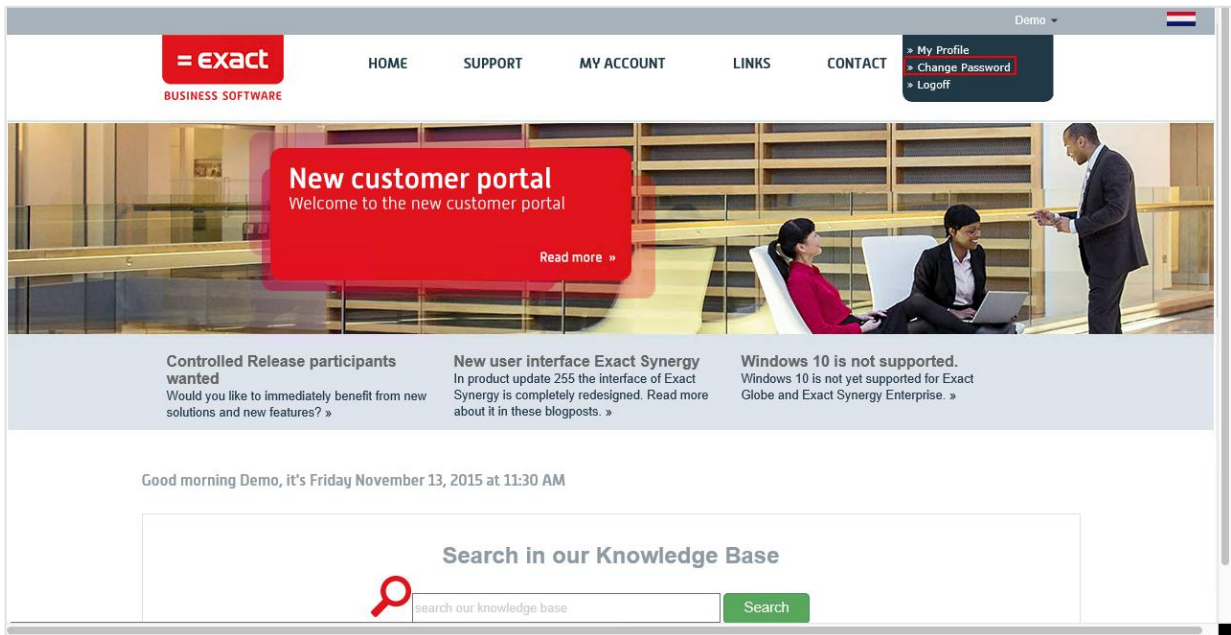 Demo
= exact
BUSINESS SOFTWARE
HOME SUPPORT MY ACCOUNT LINKS CONTACT
» My Profile
» Change Password
» Logoff
New customer portal
Welcome to the new customer portal
Read more »
Controlled Release participants
wanted
Would you like to immediately benefit from new
solutions and new features? »
New user interface Exact Synergy
In product update 255 the interface of Exact
Synergy is completely redesigned. Read more
about it in these blogposts. »
Windows 10 is not supported.
Windows 10 is not yet supported for Exact
Globe and Exact Synergy Enterprise. »
Good morning Demo, it's Friday November 13, 2015 at 11:30 AM
Search in our Knowledge Base
search our knowledge base
Search